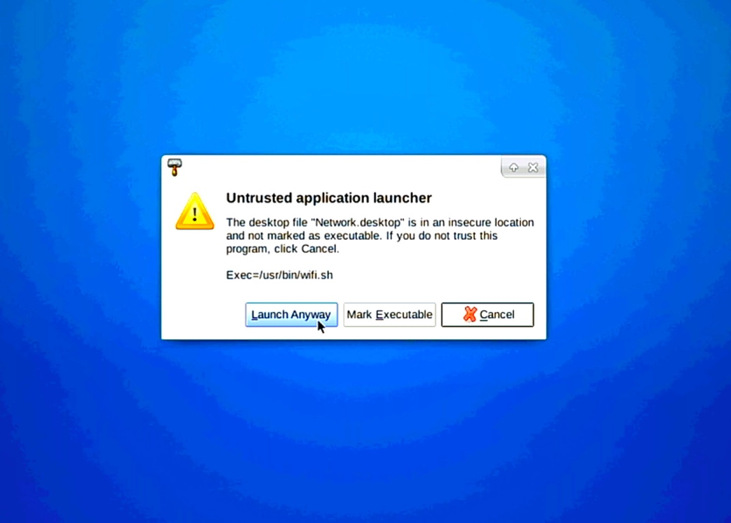 Untrusted application launcher
The desktop file "Network.desktop" is in an insecure location
and not marked as executable. If you do not trust this
program, click Cancel.
Exec=/usr/bin/wifi.sh
Launch Anyway
Mark Executable
Cancel